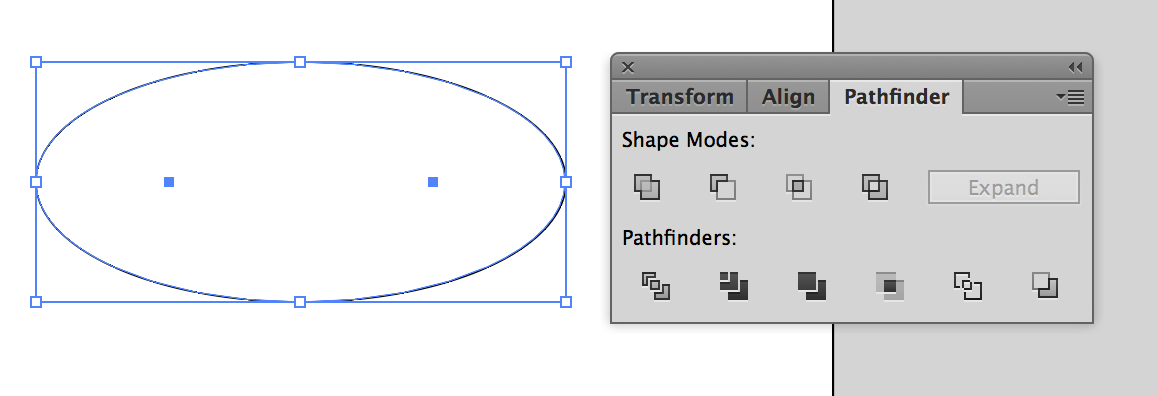 Transform Align Pathfinder
Shape Modes:
Expand
Pathfinders: